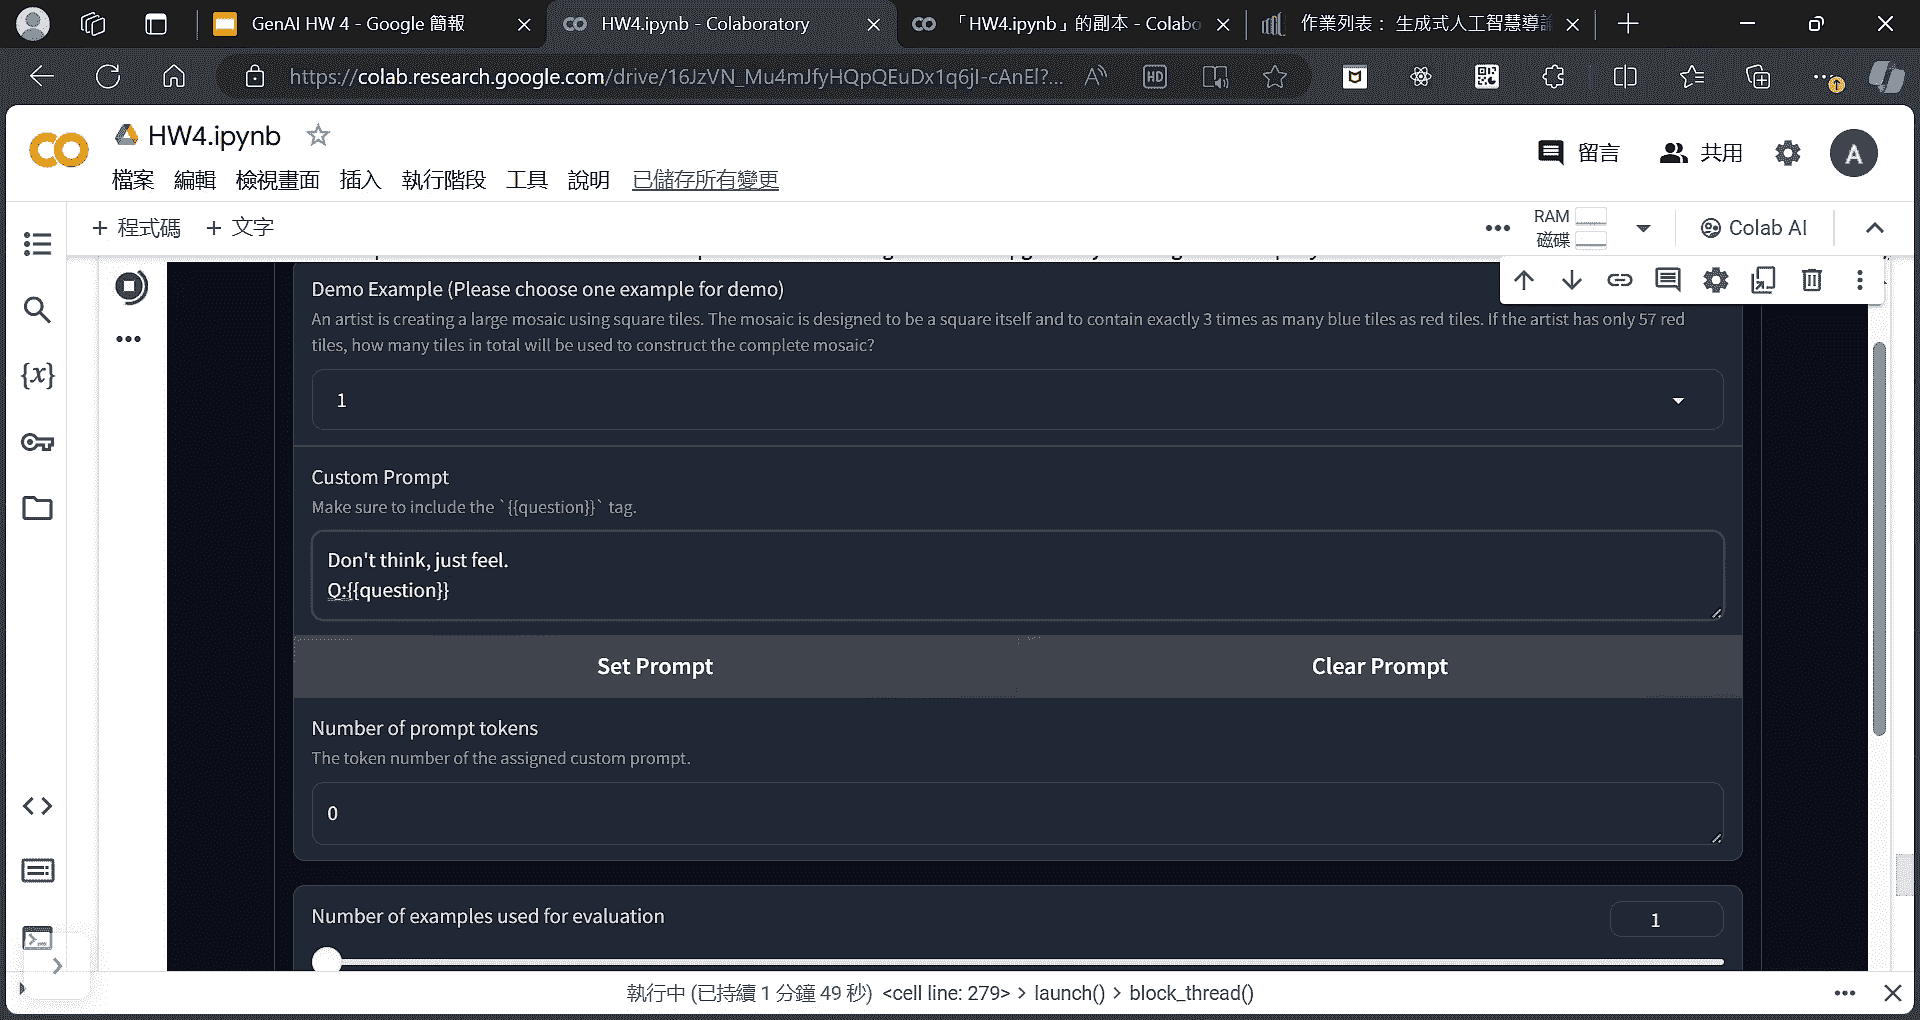 GenAI HW 4 - Google 簡報
HW4.ipynb - Colaboratory
「HW4.ipynb」的副本 - Colabo
作業列表： 生成式人工智慧導論
https://colab.research.google.com/drive/16JzVN_Mu4mJfyHQpQEuDx1q6jI-cAnEl?...
HD
CO
HW4.ipynb
檔案 編輯 檢視畫面 插入 執行階段 工具 說明 已儲存所有變更
留言 共用 A
+ 程式碼 + 文字
RAM
磁碟
Colab AI
Demo Example (Please choose one example for demo)
An artist is creating a large mosaic using square tiles. The mosaic is designed to be a square itself and to contain exactly 3 times as many blue tiles as red tiles. If the artist has only 57 red
tiles, how many tiles in total will be used to construct the complete mosaic?
1
Custom Prompt
Make sure to include the `{{question}}` tag.
Don't think, just feel.
Q:{{question}}
Set Prompt Clear Prompt
Number of prompt tokens
The token number of the assigned custom prompt.
0
Number of examples used for evaluation
1
執行中 (已持續 1 分鐘 49 秒) <cell line: 279> > launch() > block_thread()